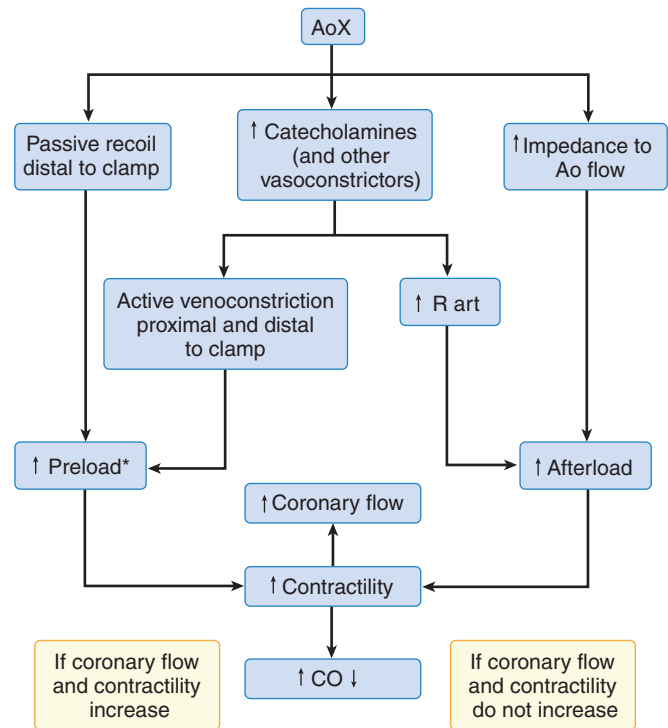 AoX
Passive recoil
distal to clamp
↑ Catecholamines
(and other
vasoconstrictors)
↑ Impedance to
Ao flow
Active venoconstriction
proximal and distal
to clamp
↑ R art
↑ Preload*
↑ Afterload
↑ Coronary flow
↑ Contractility
If coronary flow
and contractility
increase
↑ CO ↓
If coronary flow
and contractility
do not increase